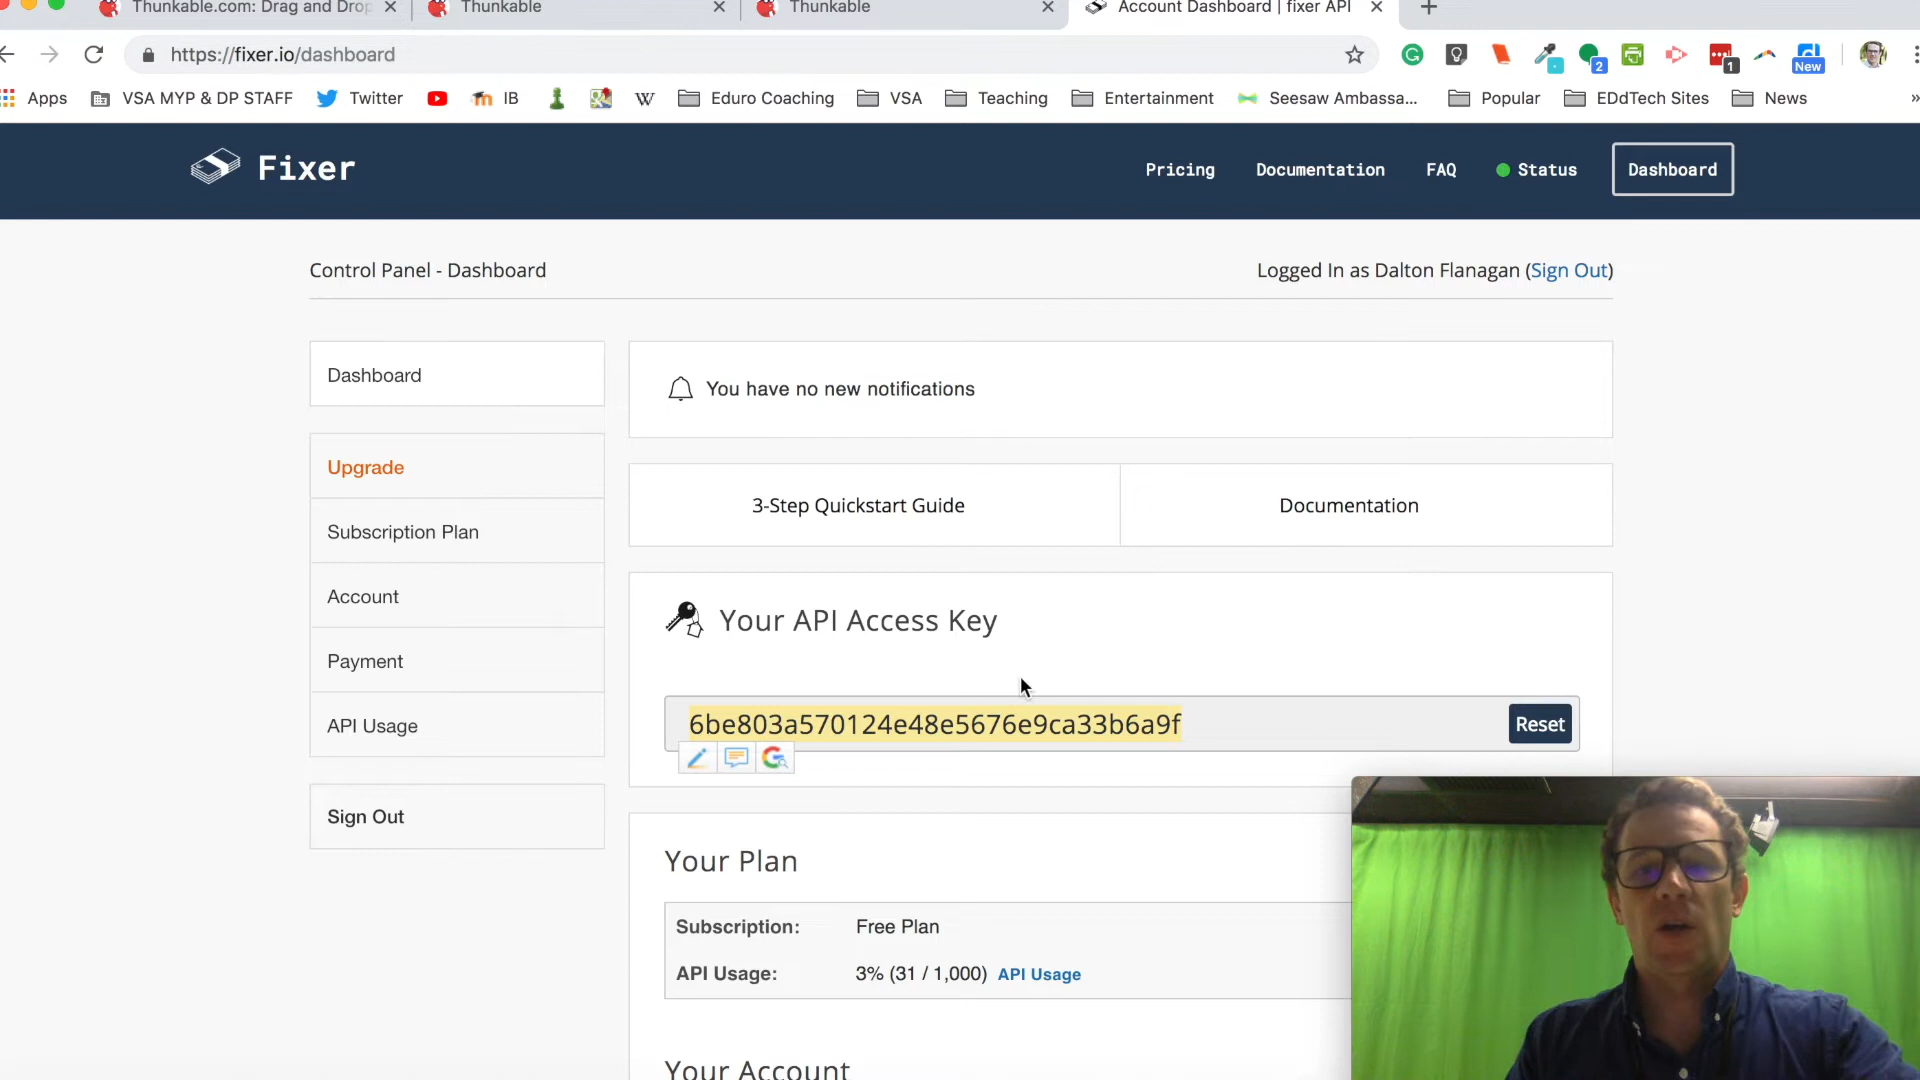 Thunkable.com: Drag and Drop
Thunkable
Thunkable
Account Dashboard | fixer API
https://fixer.io/dashboard
2
1
New
Apps
VSA MYP & DP STAFF
Twitter
IB
W
Eduro Coaching
VSA
Teaching
Entertainment
Seesaw Ambassa...
Popular
EDdTech Sites
News
»
Fixer
Pricing
Documentation
FAQ
Status
Dashboard
Control Panel - Dashboard
Logged In as Dalton Flanagan (Sign Out)
Dashboard
You have no new notifications
Upgrade
3-Step Quickstart Guide
Documentation
Subscription Plan
Account
Your API Access Key
Payment
6be803a570124e48e5676e9ca33b6a9f
Reset
API Usage
Sign Out
Your Plan
Subscription: Free Plan
API Usage: 3% (31 / 1,000) API Usage
Your Account